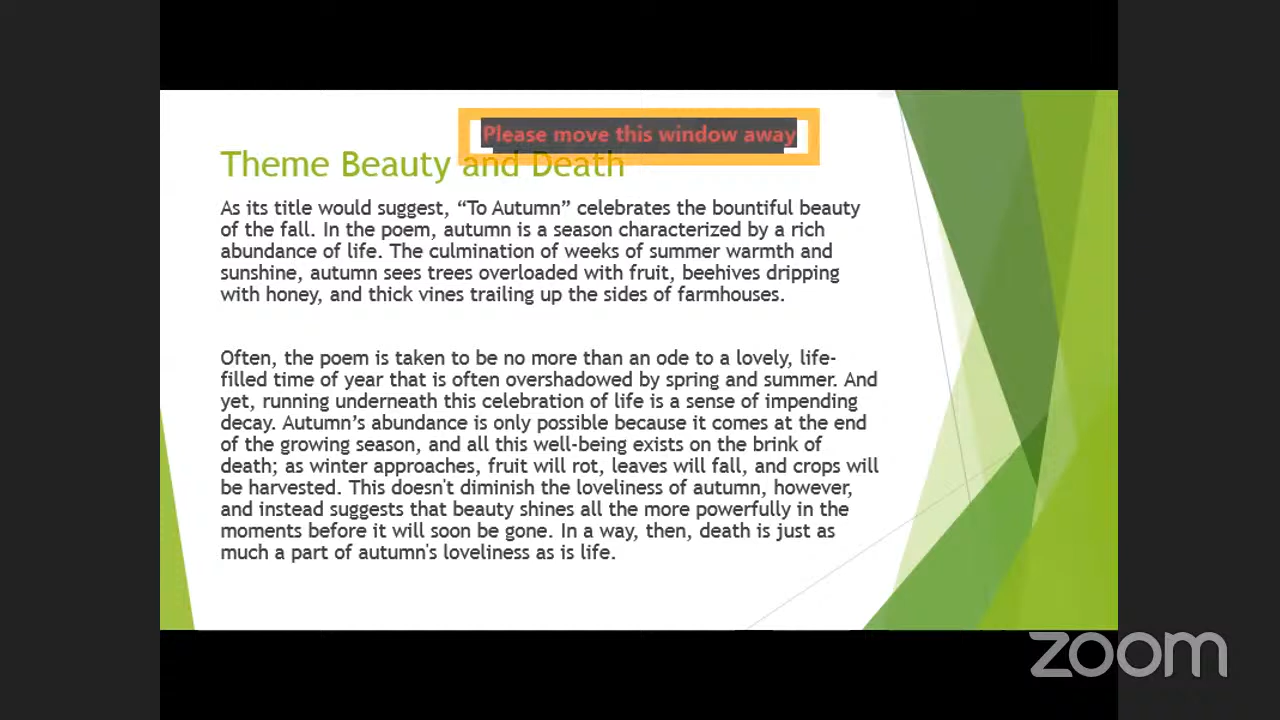 Please move this window away
Theme Beauty and Death
As its title would suggest, “To Autumn” celebrates the bountiful beauty
of the fall. In the poem, autumn is a season characterized by a rich
abundance of life. The culmination of weeks of summer warmth and
sunshine, autumn sees trees overloaded with fruit, beehives dripping
with honey, and thick vines trailing up the sides of farmhouses.
Often, the poem is taken to be no more than an ode to a lovely, life-
filled time of year that is often overshadowed by spring and summer. And
yet, running underneath this celebration of life is a sense of impending
decay. Autumn’s abundance is only possible because it comes at the end
of the growing season, and all this well-being exists on the brink of
death; as winter approaches, fruit will rot, leaves will fall, and crops will
be harvested. This doesn't diminish the loveliness of autumn, however,
and instead suggests that beauty shines all the more powerfully in the
moments before it will soon be gone. In a way, then, death is just as
much a part of autumn's loveliness as is life.
zoom